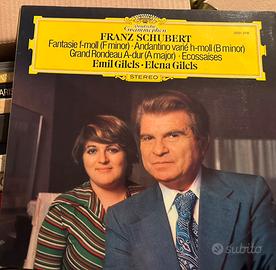 Deutsche
Grammophon
FRANZ SCHUBERT
Fantasie f-moll (F minor) · Andantino varié h-moll (B minor)
Grand Rondeau A-dur (A major) · Ecossaises
Emil Gilels · Elena Gilels
STEREO
subito